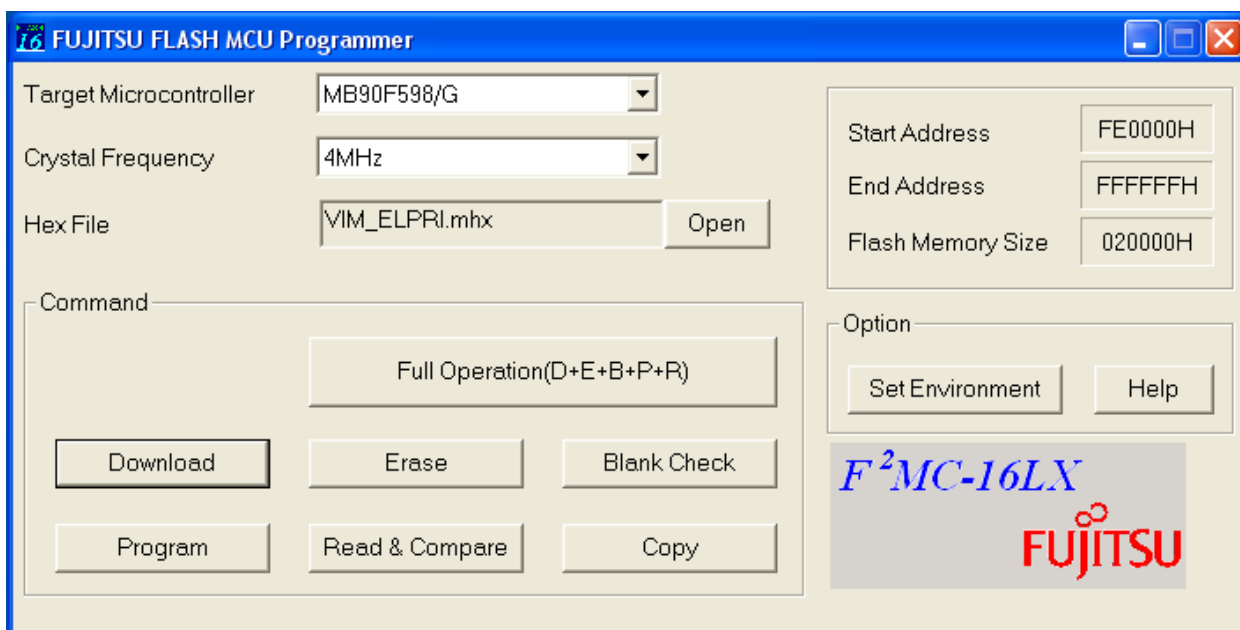 16 FUJITSU FLASH MCU Programmer
Target Microcontroller MB90F598/G
Crystal Frequency 4MHz
Hex File VIM_ELPRI.mhx Open
Start Address FE0000H
End Address FFFFFFH
Flash Memory Size 020000H
Command
Full Operation(D+E+B+P+R)
Download Erase Blank Check
Program Read & Compare Copy
Option
Set Environment Help
F²MC-16LX
FUJITSU